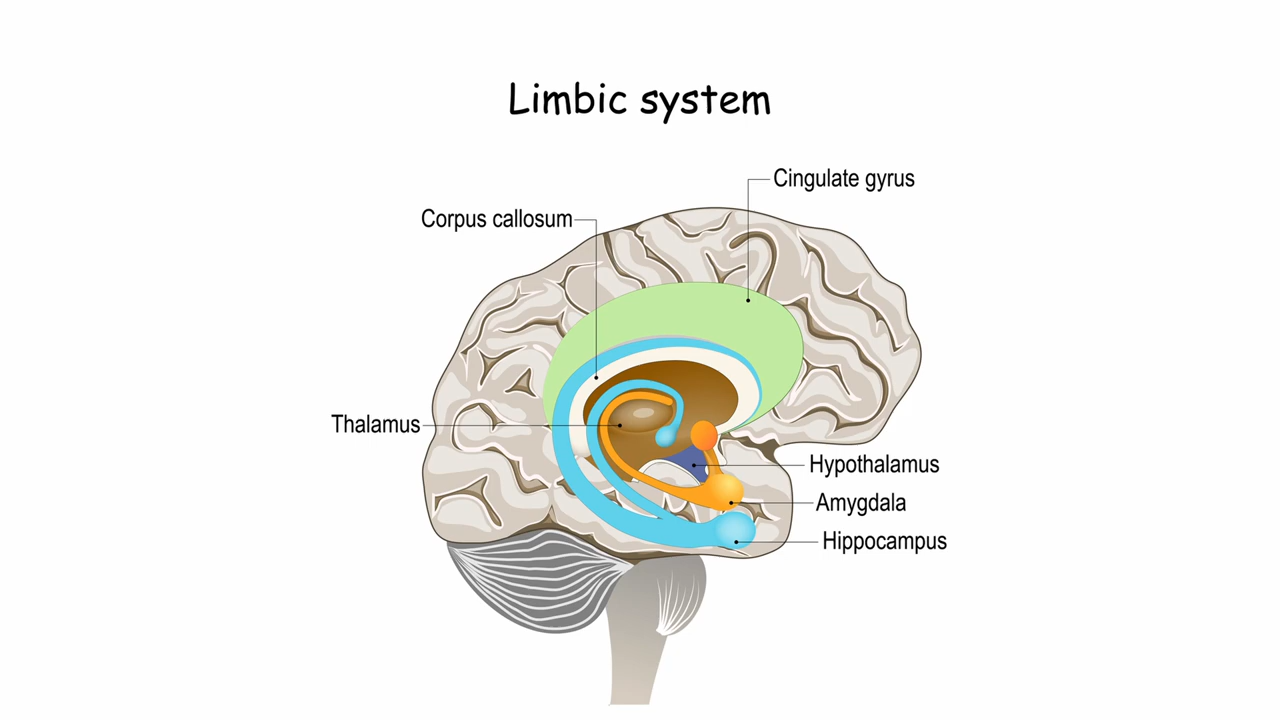 Limbic system
Cingulate gyrus
Corpus callosum
Thalamus
Hypothalamus
Amygdala
Hippocampus